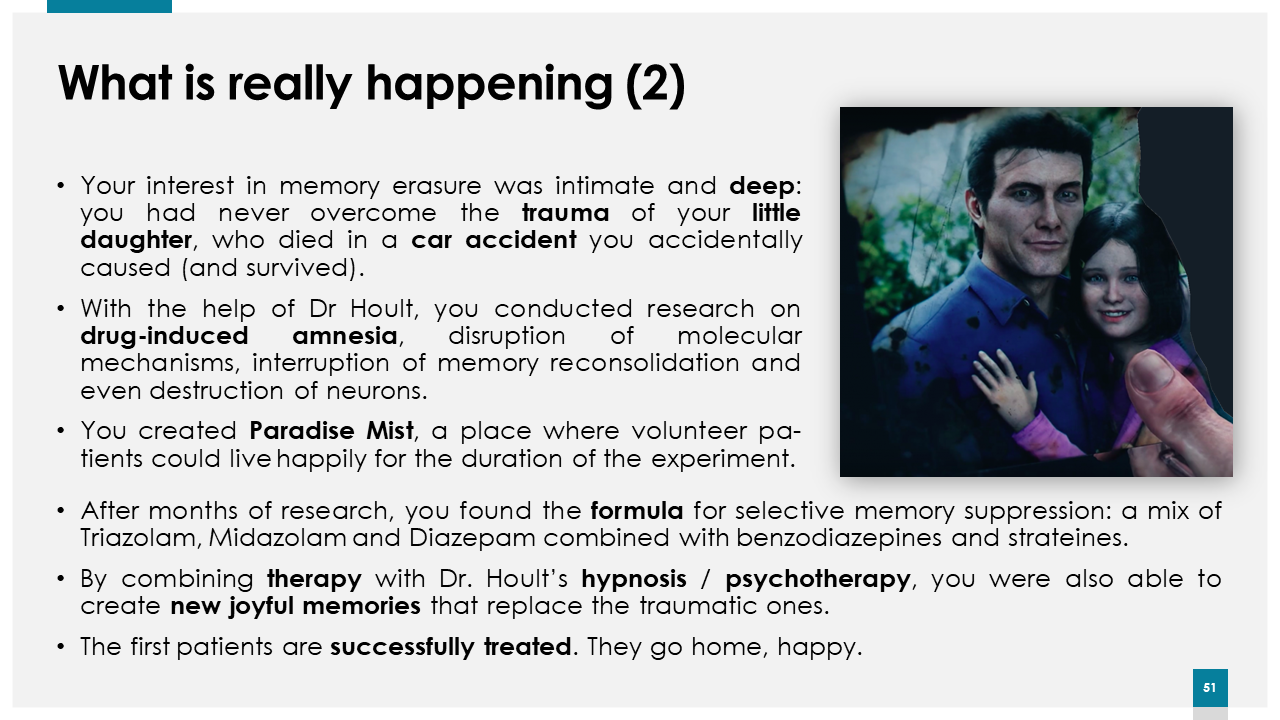 What is really happening (2)
• Your interest in memory erasure was intimate and deep:
you had never overcome the trauma of your little
daughter, who died in a car accident you accidentally
caused (and survived).
• With the help of Dr Hoult, you conducted research on
drug-induced amnesia, disruption of molecular
mechanisms, interruption of memory reconsolidation and
even destruction of neurons.
• You created Paradise Mist, a place where volunteer pa-
tients could live happily for the duration of the experiment.
• After months of research, you found the formula for selective memory suppression: a mix of
Triazolam, Midazolam and Diazepam combined with benzodiazepines and strateines.
• By combining therapy with Dr. Hoult’s hypnosis / psychotherapy, you were also able to
create new joyful memories that replace the traumatic ones.
• The first patients are successfully treated. They go home, happy.
51